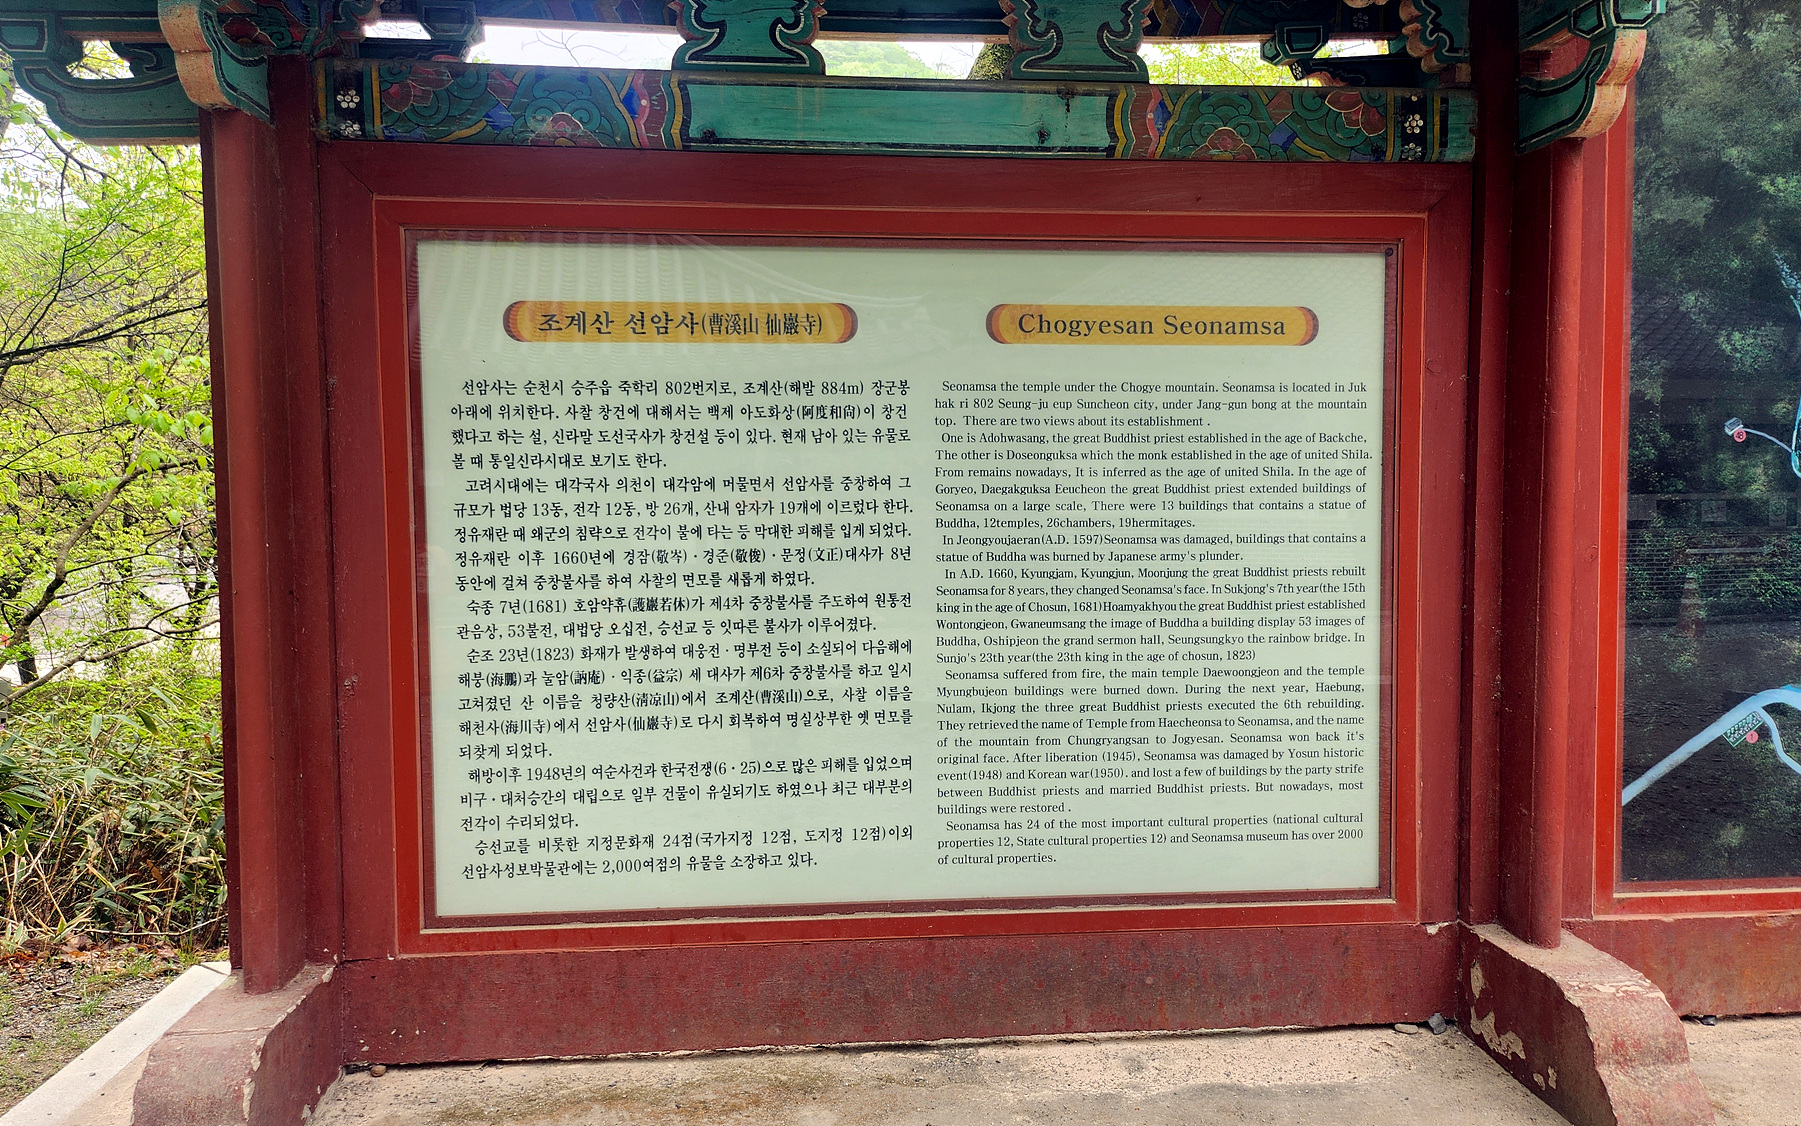 조계산 선암사(曹溪山 仙巖寺)
선암사는 순천시 승주읍 죽학리 802번지로, 조계산(해발 884m) 장군봉
아래에 위치한다. 사찰 창건에 대해서는 백제 아도화상(阿度和尙)이 창건
했다고 하는 설, 신라말 도선국사가 창건설 등이 있다. 현재 남아 있는 유물로
볼 때 통일신라시대로 보기도 한다.
고려시대에는 대각국사 의천이 대각암에 머물면서 선암사를 중창하여 그
규모가 법당 13동, 전각 12동, 방 26개, 산내 암자가 19개에 이르렀다 한다.
정유재란 때 왜군의 침략으로 전각이 불에 타는 등 막대한 피해를 입게 되었다.
정유재란 이후 1660년에 경잠(敬岑)·경준(敬俊)·문정(文正)대사가 8년
동안에 걸쳐 중창불사를 하여 사찰의 면모를 새롭게 하였다.
숙종 7년(1681) 호암약휴(護巖若休)가 제4차 중창불사를 주도하여 원통전
관음상, 53불전, 대법당 오십전, 승선교 등 잇따른 불사가 이루어졌다.
순조 23년(1823) 화재가 발생하여 대웅전·명부전 등이 소실되어 다음해에
해붕(海鵬)과 눌암(訥庵)·익종(益宗) 세 대사가 제6차 중창불사를 하고 일시
고쳐졌던 산 이름을 청량산(淸凉山)에서 조계산(曹溪山)으로, 사찰 이름을
해천사(海川寺)에서 선암사(仙巖寺)로 다시 회복하여 명실상부한 옛 면모를
되찾게 되었다.
해방이후 1948년의 여순사건과 한국전쟁(6·25)으로 많은 피해를 입었으며
비구·대처승간의 대립으로 일부 건물이 유실되기도 하였으나 최근 대부분의
전각이 수리되었다.
승선교를 비롯한 지정문화재 24점(국가지정 12점, 도지정 12점)이외
선암사성보박물관에는 2,000여점의 유물을 소장하고 있다.
Chogyesan Seonamsa
Seonamsa the temple under the Chogye mountain. Seonamsa is located in Juk
hak ri 802 Seung-ju eup Suncheon city, under Jang-gun bong at the mountain
top. There are two views about its establishment .
One is Adohwasang, the great Buddhist priest established in the age of Backche,
The other is Doseonguksa which the monk established in the age of united Shila.
From remains nowadays, It is inferred as the age of united Shila. In the age of
Goryeo, Daegakguksa Eeucheon the great Buddhist priest extended buildings of
Seonamsa on a large scale, There were 13 buildings that contains a statue of
Buddha, 12temples, 26chambers, 19hermitages.
In Jeongyoujaeran(A.D. 1597)Seonamsa was damaged, buildings that contains a
statue of Buddha was burned by Japanese army's plunder.
In A.D. 1660, Kyungjam, Kyungjun, Moonjung the great Buddhist priests rebuilt
Seonamsa for 8 years, they changed Seonamsa's face. In Sukjong's 7th year(the 15th
king in the age of Chosun, 1681)Hoamyakhyou the great Buddhist priest established
Wontongjeon, Gwaneumsang the image of Buddha a building display 53 images of
Buddha, Oshipjeon the grand sermon hall, Seungsungkyo the rainbow bridge. In
Sunjo's 23th year(the 23th king in the age of chosun, 1823)
Seonamsa suffered from fire, the main temple Daewoongjeon and the temple
Myungbujeon buildings were burned down. During the next year, Haebung,
Nulam, Ikjong the three great Buddhist priests executed the 6th rebuilding.
They retrieved the name of Temple from Haecheonsa to Seonamsa, and the name
of the mountain from Chungryangsan to Jogyesan. Seonamsa won back it's
original face. After liberation (1945), Seonamsa was damaged by Yosun historic
event(1948) and Korean war(1950). and lost a few of buildings by the party strife
between Buddhist priests and married Buddhist priests. But nowadays, most
buildings were restored .
Seonamsa has 24 of the most important cultural properties (national cultural
properties 12, State cultural properties 12) and Seonamsa museum has over 2000
of cultural properties.